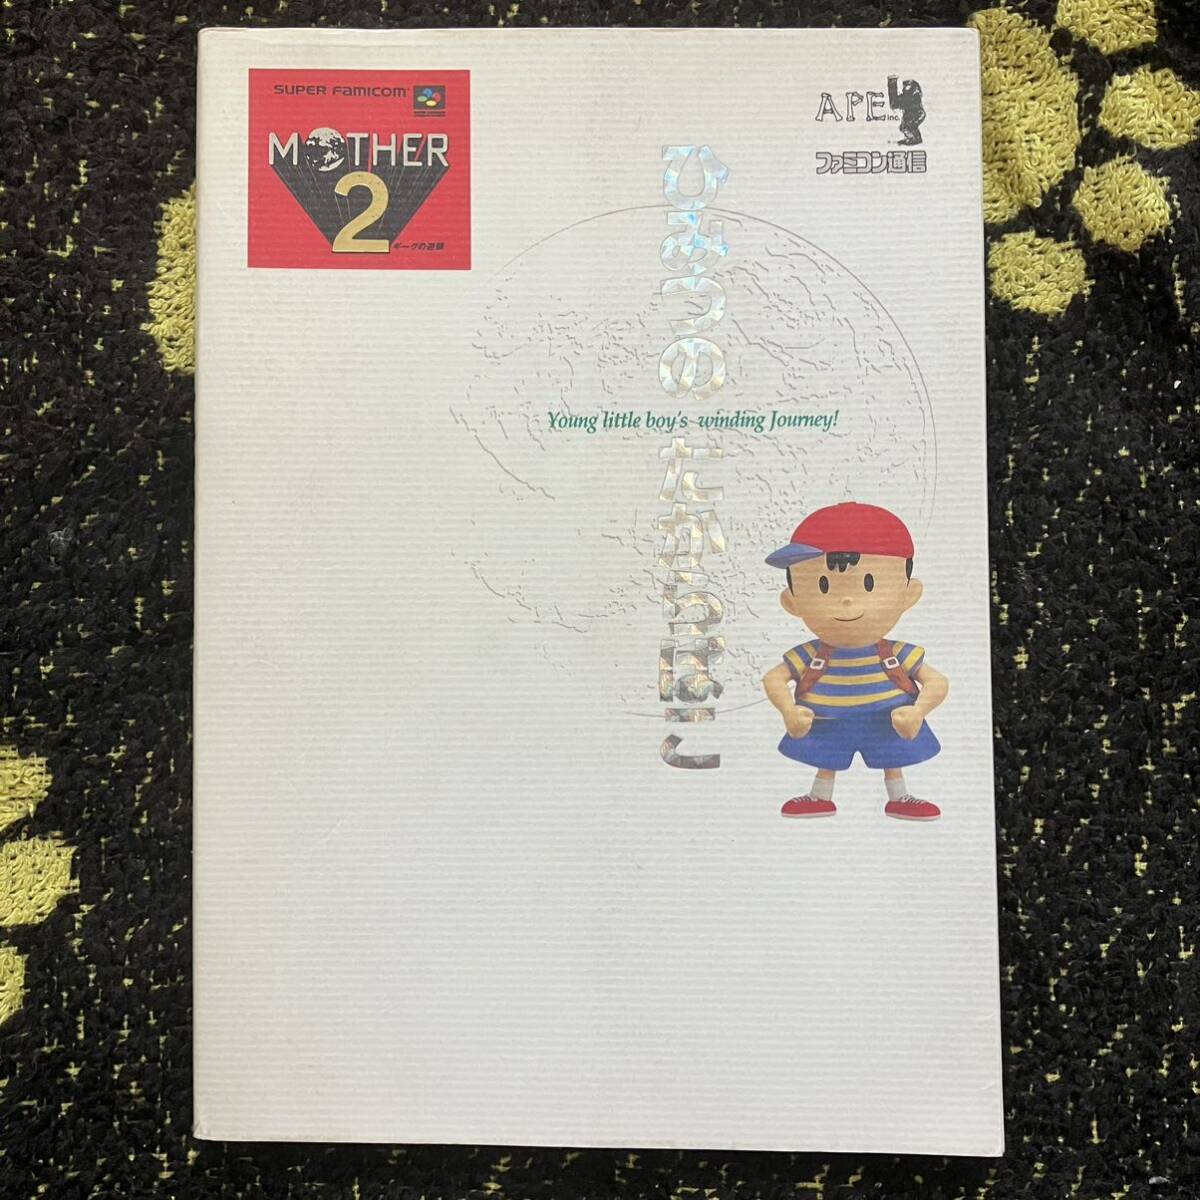 SUPER FAMICOM
MOTHER
2
ギーグの逆襲
APE inc.
ファミコン通信
ひみつの たからばこ
Young little boy's winding Journey!